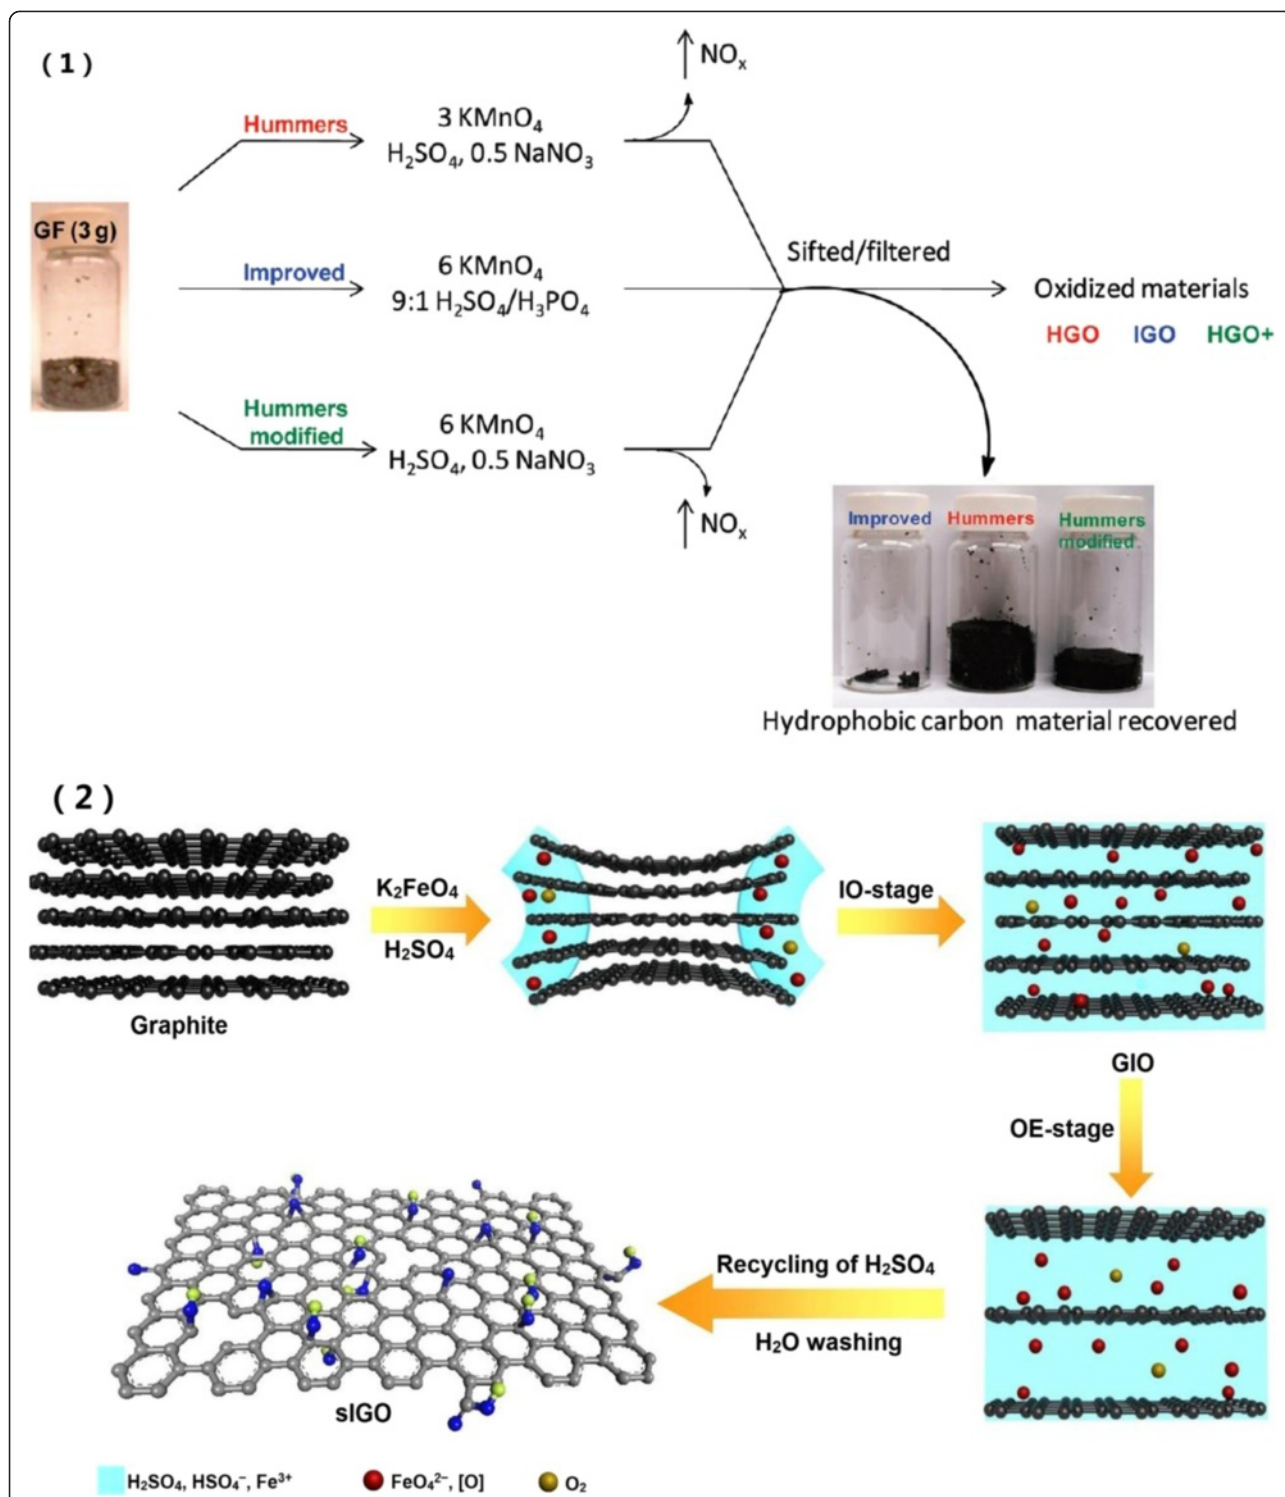 (1)
NOₓ
Hummers
3 KMnO₄
H₂SO₄, 0.5 NaNO₃
GF (3 g)
Improved
6 KMnO₄
9:1 H₂SO₄/H₃PO₄
Sifted/filtered
Oxidized materials
HGO IGO HGO+
Hummers
modified
6 KMnO₄
H₂SO₄, 0.5 NaNO₃
NOₓ
Improved
Hummers
Hummers
modified
Hydrophobic carbon material recovered
(2)
K₂FeO₄
H₂SO₄
IO-stage
Graphite
GIO
OE-stage
Recycling of H₂SO₄
H₂O washing
sIGO
H₂SO₄, HSO₄⁻, Fe³⁺
FeO₄²⁻, [O]
O₂